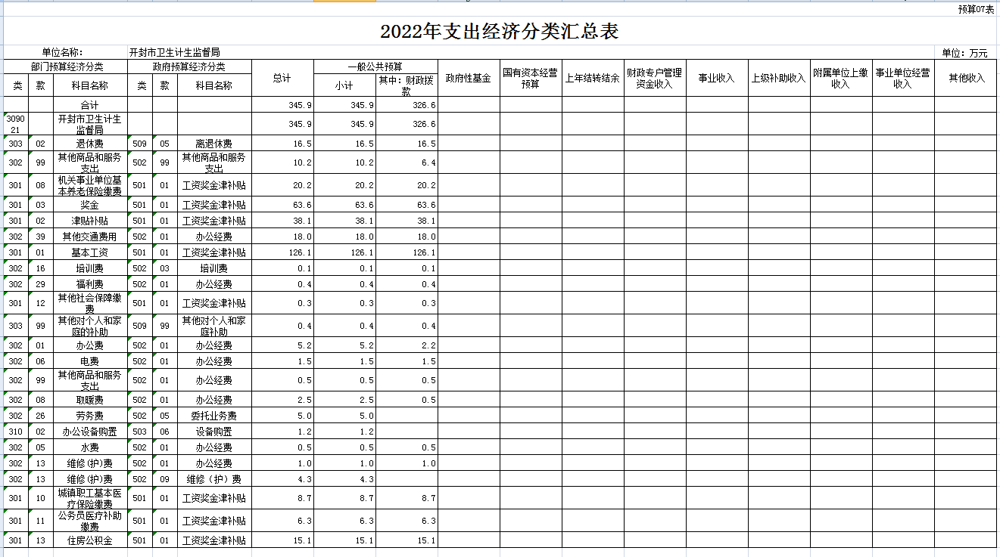 预算07表
2022年支出经济分类汇总表
单位名称: 开封市卫生计生监督局 单位: 万元
部门预算经济分类 政府预算经济分类 总计 一般公共预算 政府性基金 国有资本经营预算 上年结转结余 财政专户管理资金收入 事业收入 上级补助收入 附属单位上缴收入 事业单位经营收入 其他收入
类 款 科目名称 类 款 科目名称 小计 其中: 财政拨款
合计 345.9 345.9 326.6
309021 开封市卫生计生监督局 345.9 345.9 326.6
303 02 退休费 509 05 离退休费 16.5 16.5 16.5
302 99 其他商品和服务支出 502 99 其他商品和服务支出 10.2 10.2 6.4
301 08 机关事业单位基本养老保险缴费 501 01 工资奖金津补贴 20.2 20.2 20.2
301 03 奖金 501 01 工资奖金津补贴 63.6 63.6 63.6
301 02 津贴补贴 501 01 工资奖金津补贴 38.1 38.1 38.1
302 39 其他交通费用 502 01 办公经费 18.0 18.0 18.0
301 01 基本工资 501 01 工资奖金津补贴 126.1 126.1 126.1
302 16 培训费 502 03 培训费 0.1 0.1 0.1
302 29 福利费 502 01 办公经费 0.4 0.4 0.4
301 12 其他社会保障缴费 501 01 工资奖金津补贴 0.3 0.3 0.3
303 99 其他对个人和家庭的补助 509 99 其他对个人和家庭补助 0.4 0.4 0.4
302 01 办公费 502 01 办公经费 5.2 5.2 2.2
302 06 电费 502 01 办公经费 1.5 1.5 1.5
302 99 其他商品和服务支出 502 01 办公经费 0.5 0.5 0.5
302 08 取暖费 502 01 办公经费 2.5 2.5 0.5
302 26 劳务费 502 05 委托业务费 5.0 5.0
310 02 办公设备购置 503 06 设备购置 1.2 1.2
302 05 水费 502 01 办公经费 0.5 0.5 0.5
302 13 维修(护)费 502 01 办公经费 1.0 1.0 1.0
302 13 维修(护)费 502 09 维修（护）费 4.3 4.3
301 10 城镇职工基本医疗保险缴费 501 01 工资奖金津补贴 8.7 8.7 8.7
301 11 公务员医疗补助缴费 501 01 工资奖金津补贴 6.3 6.3 6.3
301 13 住房公积金 501 01 工资奖金津补贴 15.1 15.1 15.1